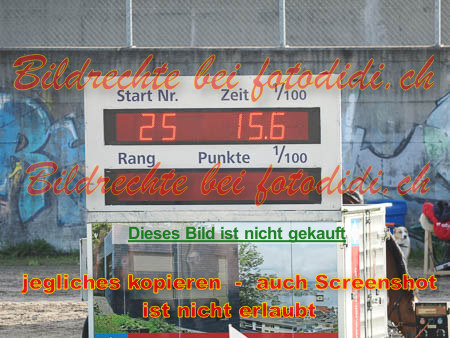 Bildrechte bei fotodidi.ch
Start Nr. Zeit 1/100
25 15.6
Rang Punkte 1/100
Bildrechte bei fotodidi.ch
Dieses Bild ist nicht gekauft
jegliches kopieren - auch Screenshot
ist nicht erlaubt